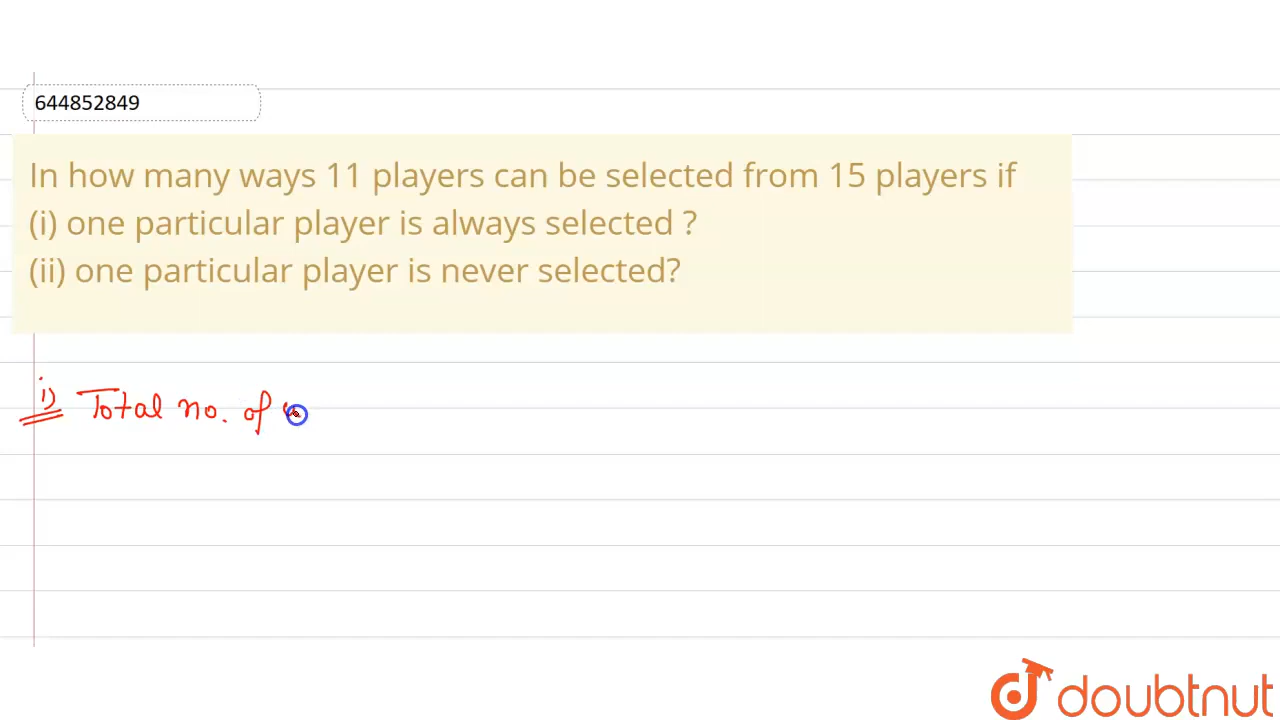 644852849
In how many ways 11 players can be selected from 15 players if
(i) one particular player is always selected ?
(ii) one particular player is never selected?
i) Total no. of
doubtnut